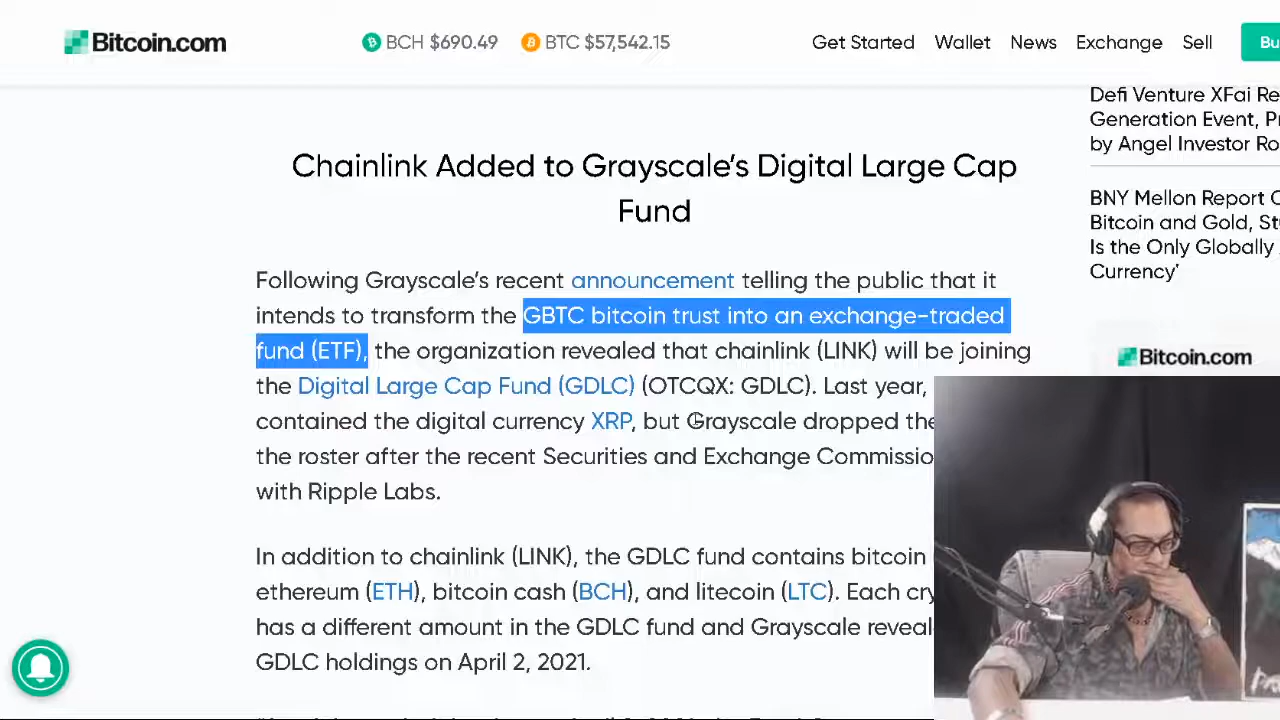 Bitcoin.com
BCH $690.49
BTC $57,542.15
Get Started
Wallet
News
Exchange
Sell
Defi Venture XFai
Generation Event,
by Angel Investor
BNY Mellon Report
Bitcoin and Gold,
Is the Only Globally
Currency'
Bitcoin.com
Chainlink Added to Grayscale's Digital Large Cap
Fund
Following Grayscale's recent announcement telling the public that it
intends to transform the GBTC bitcoin trust into an exchange-traded
fund (ETF), the organization revealed that chainlink (LINK) will be joining
the Digital Large Cap Fund (GDLC) (OTCQX: GDLC). Last year,
contained the digital currency XRP, but Grayscale dropped the
the roster after the recent Securities and Exchange
with Ripple Labs.
In addition to chainlink (LINK), the GDLC fund contains bitcoin
ethereum (ETH), bitcoin cash (BCH), and litecoin (LTC). Each
has a different amount in the GDLC fund and Grayscale
GDLC holdings on April 2, 2021.